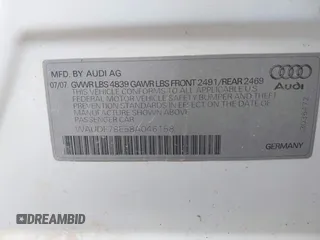 MFD. BY AUDI AG
07/07 GVWR LBS 4839 GAWR LBS FRONT 2491/REAR 2469
THIS VEHICLE CONFORMS TO ALL APPLICABLE U.S.
FEDERAL MOTOR VEHICLE SAFETY BUMPER AND THEFT
PREVENTION STANDARDS IN EFFECT ON THE DATE OF
MANUFACTURE SHOWN ABOVE
PASSENGER CAR
Audi
GERMANY
DREAMBID
DREAMBID